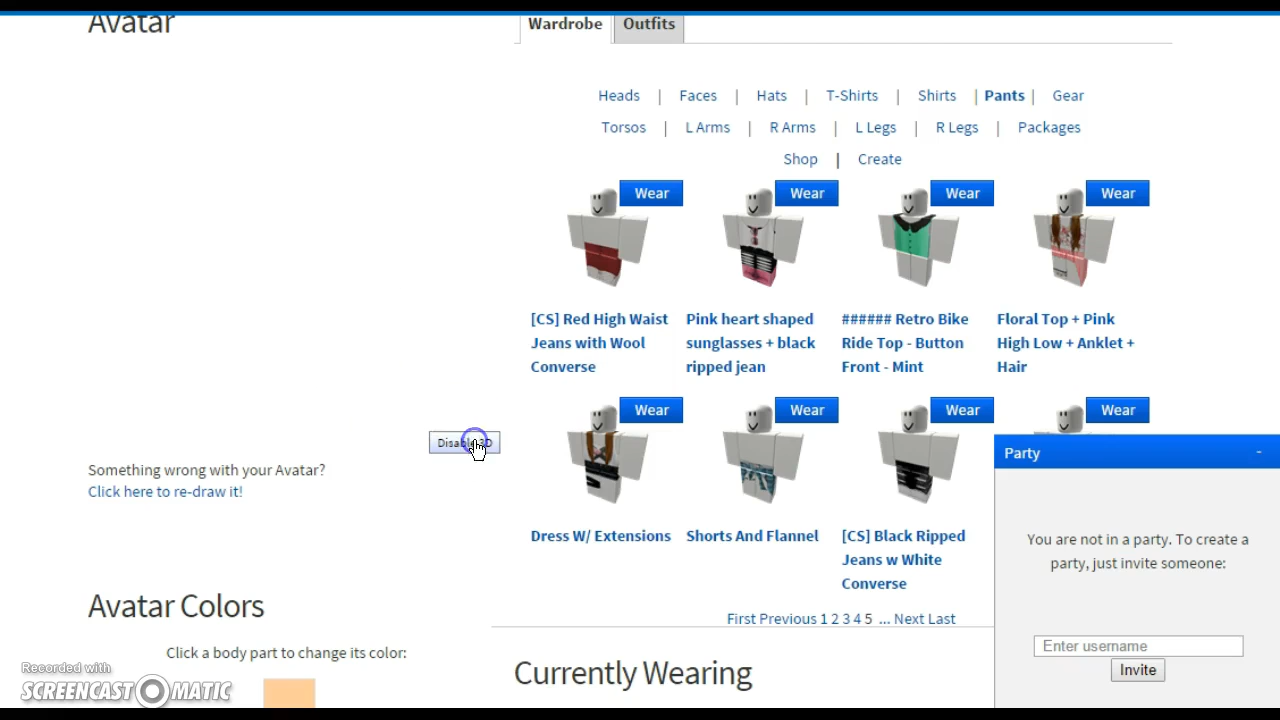 Avatar
Wardrobe Outfits
Heads | Faces | Hats | T-Shirts | Shirts | Pants | Gear
Torsos | L Arms | R Arms | L Legs | R Legs | Packages
Shop | Create
Wear Wear Wear Wear
[CS] Red High Waist
Jeans with Wool
Converse
Pink heart shaped
sunglasses + black
ripped jean
###### Retro Bike
Ride Top - Button
Front - Mint
Floral Top + Pink
High Low + Anklet +
Hair
Wear Wear Wear Wear
Dress W/ Extensions
Shorts And Flannel
[CS] Black Ripped
Jeans w White
Converse
First Previous 1 2 3 4 5 ... Next Last
Disable 3D
Something wrong with your Avatar?
Click here to re-draw it!
Avatar Colors
Click a body part to change its color:
Currently Wearing
Party -
You are not in a party. To create a
party, just invite someone:
Enter username
Invite
Recorded with
SCREENCAST-O-MATIC